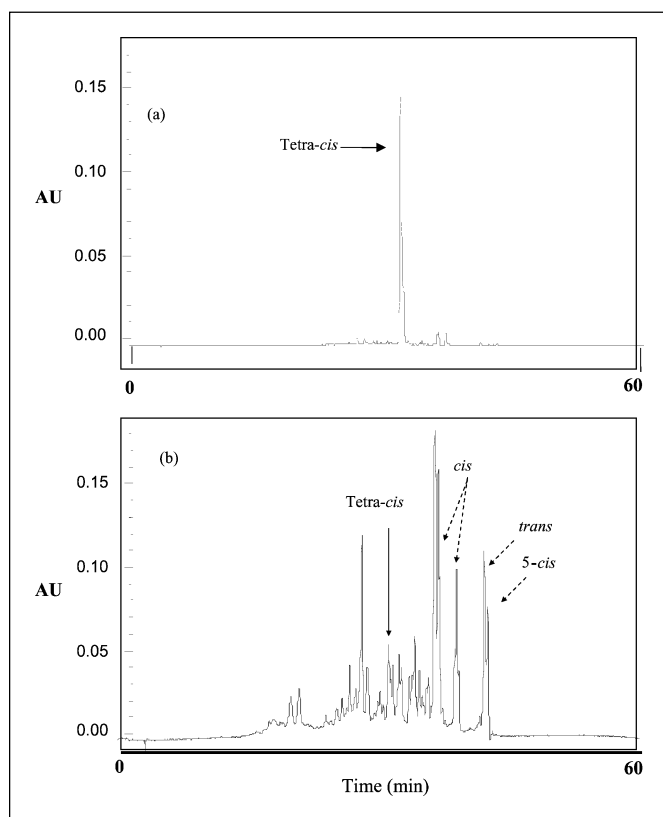 0.15
(a)
Tetra-cis
0.10
AU
0.05
0.00
0
60
(b)
cis
0.15
Tetra-cis
trans
5-cis
0.10
AU
0.05
0.00
0
60
Time (min)